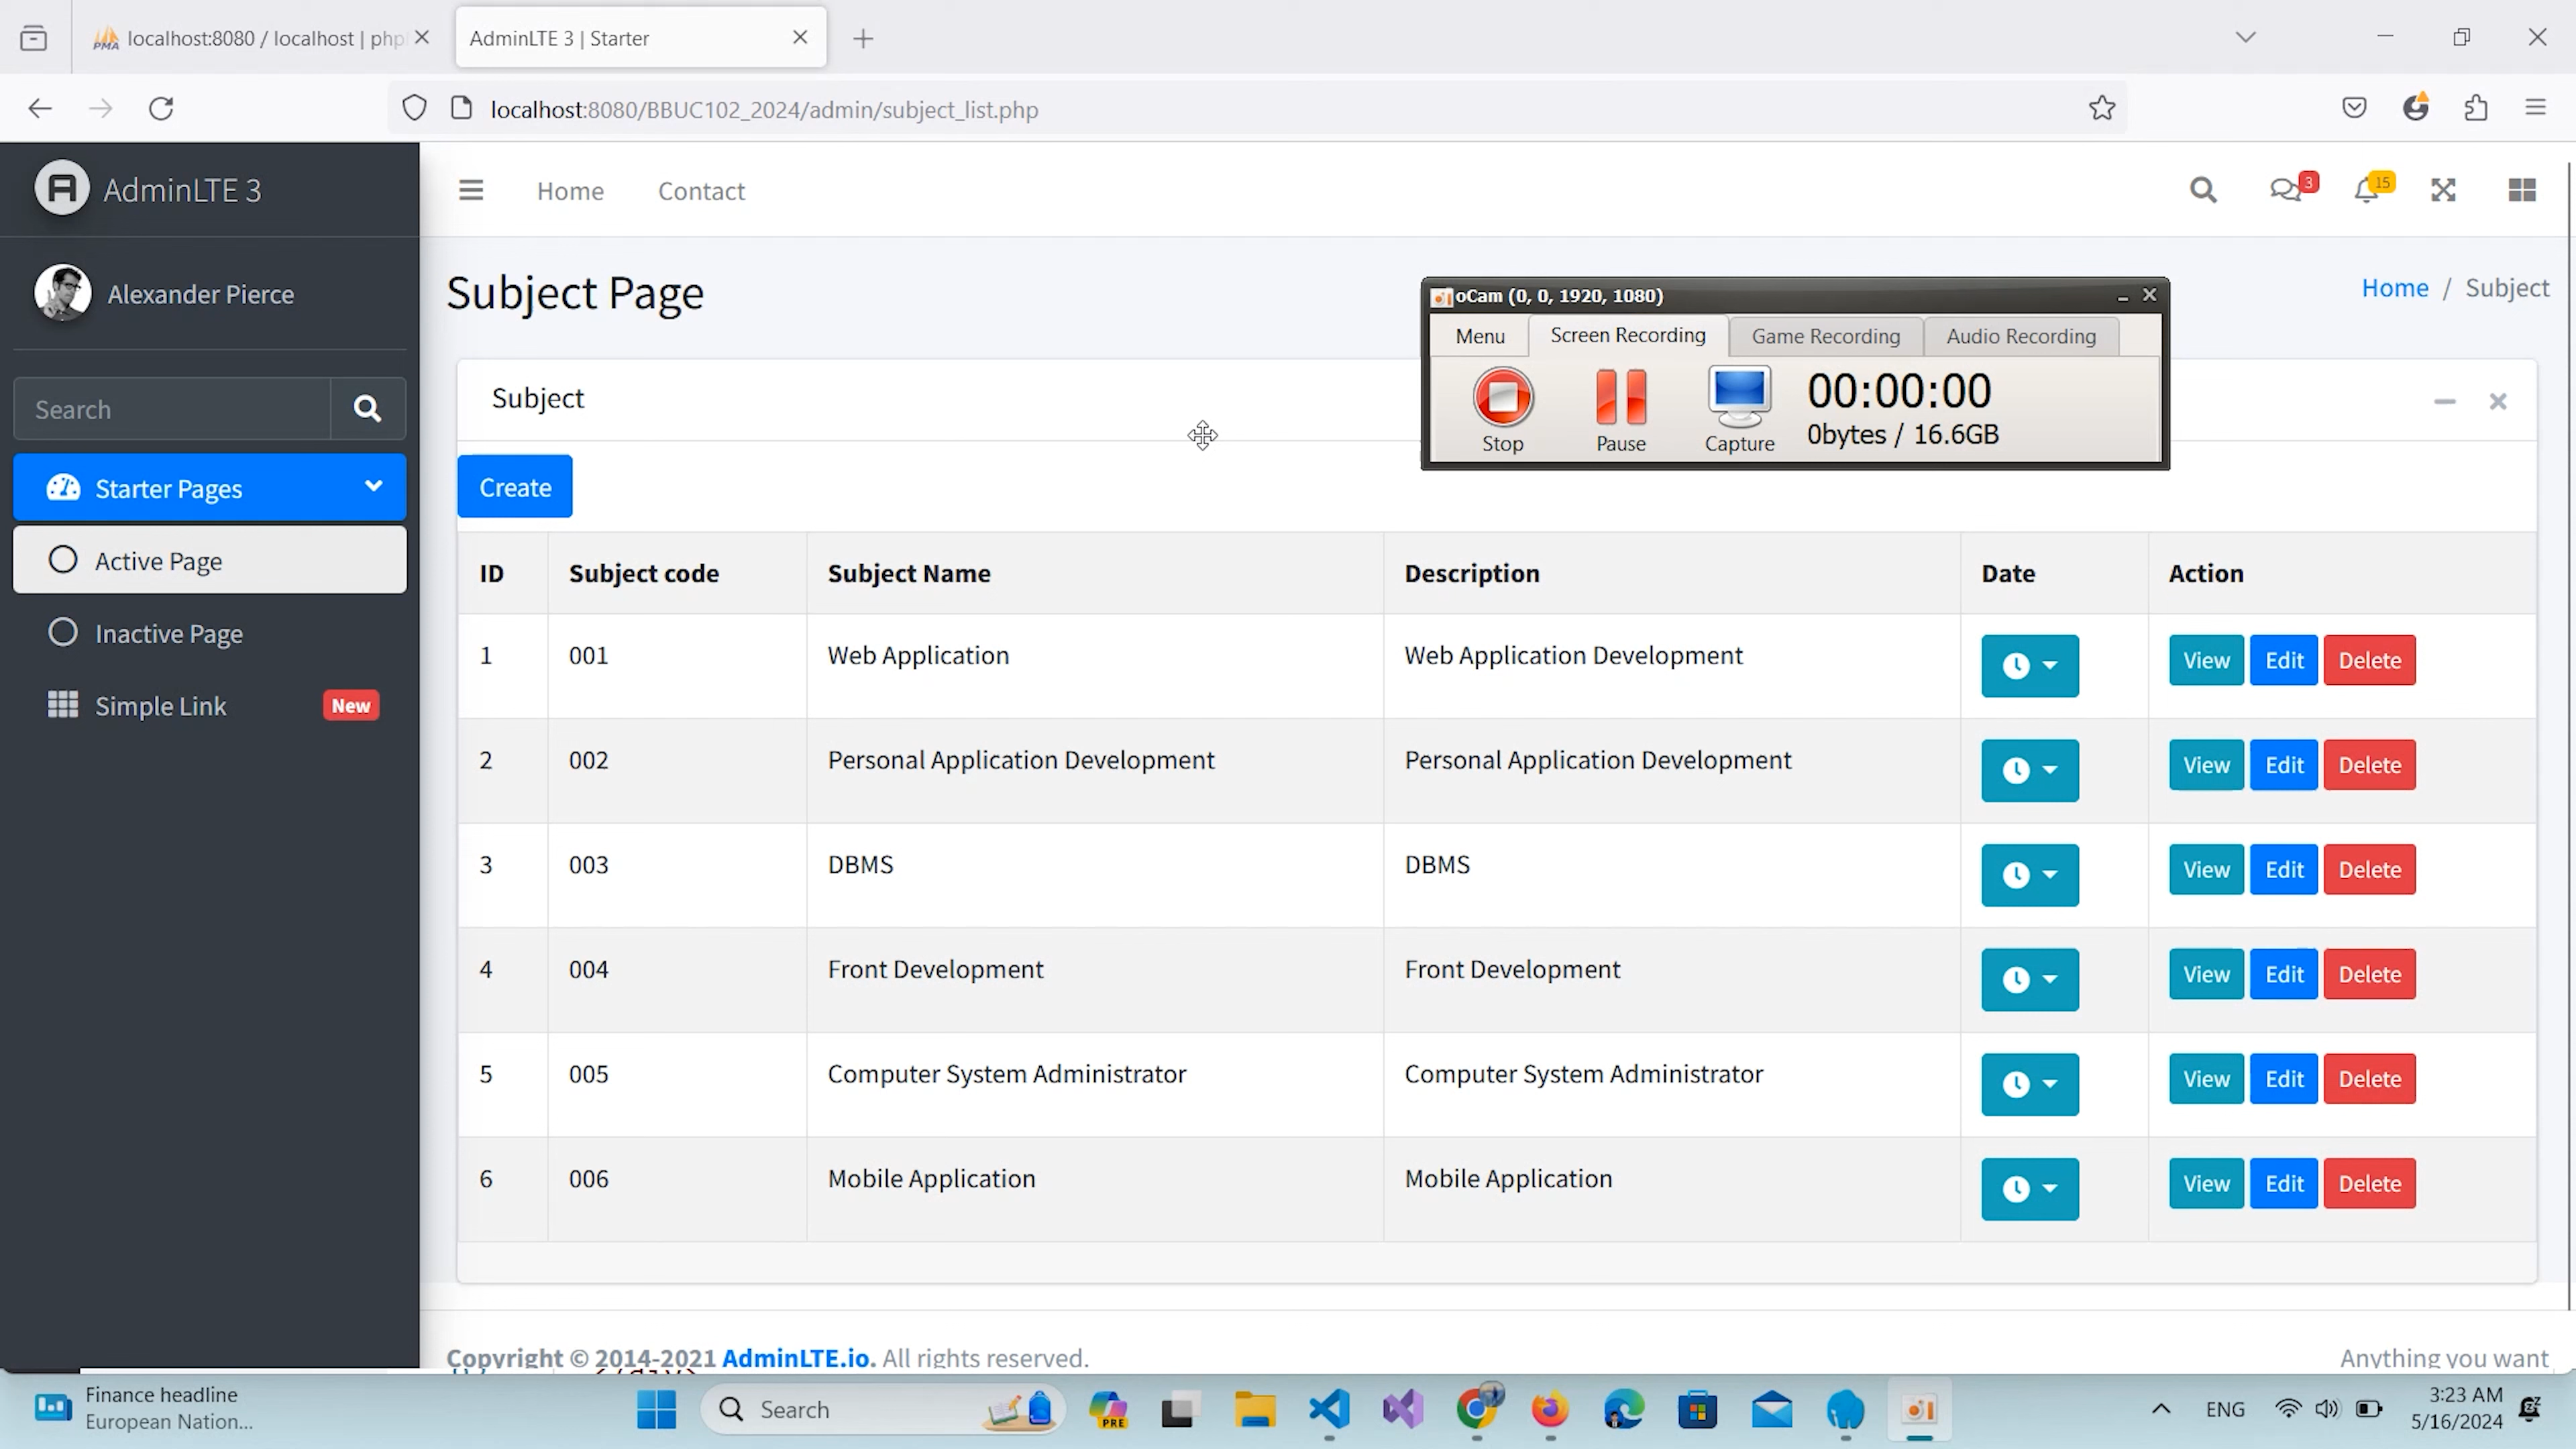 localhost:8080 / localhost | php
AdminLTE 3 | Starter
localhost:8080/BBUC102_2024/admin/subject_list.php
AdminLTE 3
Home
Contact
3
15
Alexander Pierce
Subject Page
Home / Subject
oCam (0, 0, 1920, 1080)
Menu
Screen Recording
Game Recording
Audio Recording
Stop
Pause
Capture
00:00:00
0bytes / 16.6GB
Search
Subject
Starter Pages
Create
Active Page
Inactive Page
Simple Link
New
ID Subject code Subject Name Description Date Action
1 001 Web Application Web Application Development View Edit Delete
2 002 Personal Application Development Personal Application Development View Edit Delete
3 003 DBMS DBMS View Edit Delete
4 004 Front Development Front Development View Edit Delete
5 005 Computer System Administrator Computer System Administrator View Edit Delete
6 006 Mobile Application Mobile Application View Edit Delete
Copyright © 2014-2021 AdminLTE.io. All rights reserved.
Anything you want
Finance headline
European Nation...
Search
PRE
ENG
3:23 AM
5/16/2024